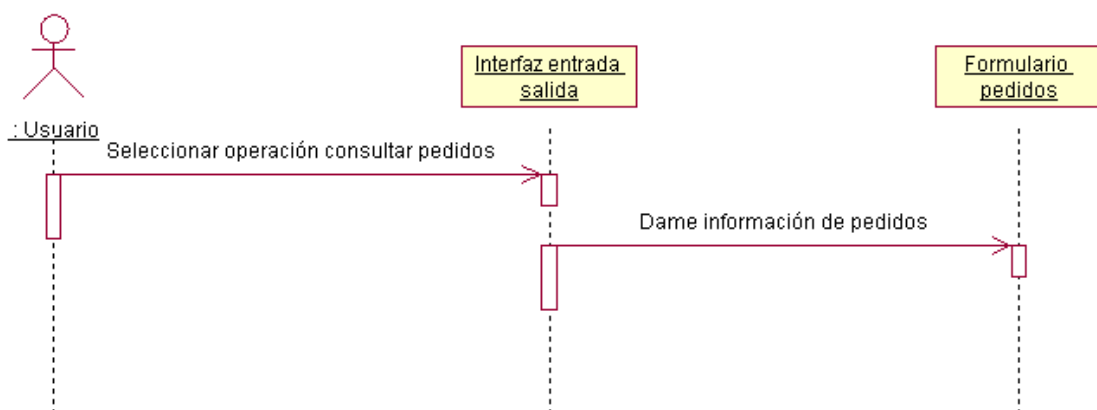 Interfaz entrada
salida
Formulario
pedidos
: Usuario
Seleccionar operación consultar pedidos
Dame información de pedidos